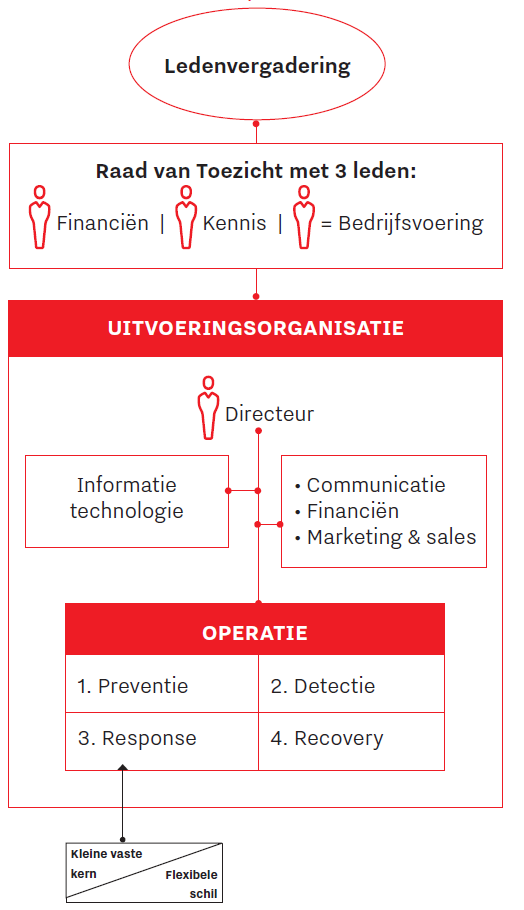 Ledenvergadering
Raad van Toezicht met 3 leden:
Financiën | Kennis | = Bedrijfsvoering
UITVOERINGSORGANISATIE
Directeur
Informatie
technologie
• Communicatie
• Financiën
• Marketing & sales
OPERATIE
1. Preventie
2. Detectie
3. Response
4. Recovery
Kleine vaste
kern
Flexibele
schil